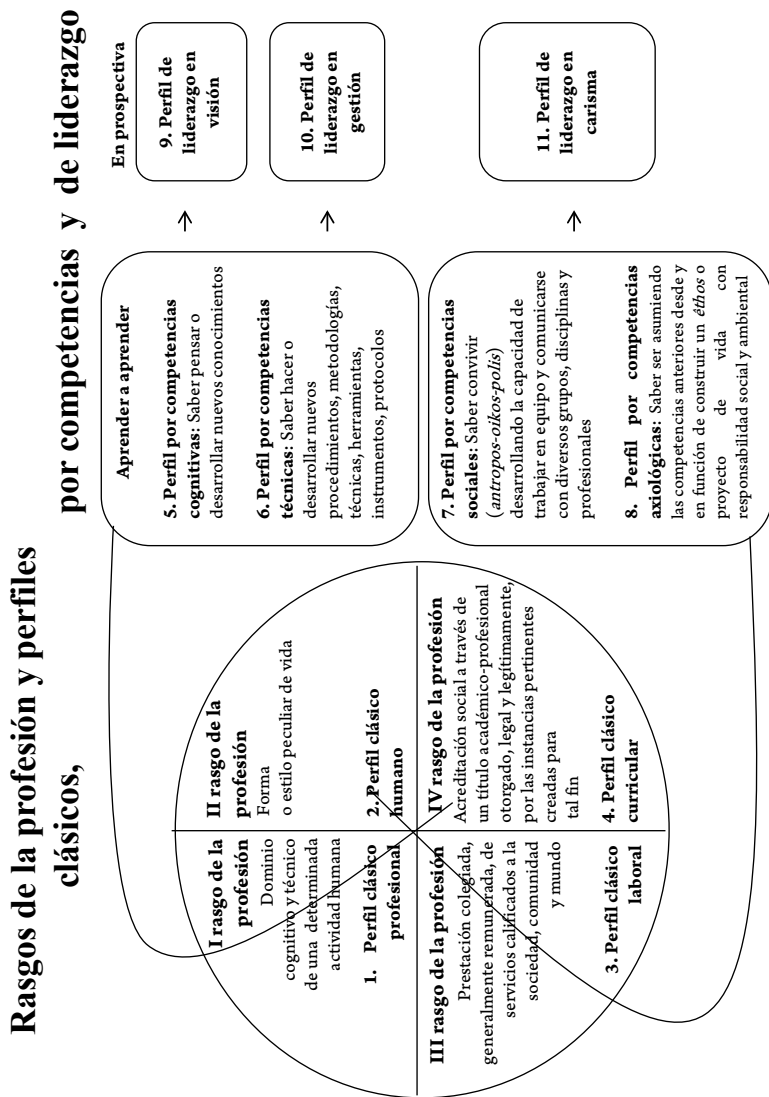 Rasgos de la profesión y perfiles
clásicos,
por competencias y de liderazgo
I rasgo de la
profesión
Dominio
cognitivo y técnico
de una determinada
actividad humana
1. Perfil clásico
profesional
II rasgo de la
profesión
Forma
o estilo peculiar de vida
2. Perfil clásico
humano
III rasgo de la profesión
Prestación colegiada,
generalmente remunerada, de
servicios calificados a la
sociedad, comunidad
y mundo
3. Perfil clásico
laboral
IV rasgo de la profesión
Acreditación social a través de
un título académico-profesional
otorgado, legal y legítimamente,
por las instancias pertinentes
creadas para
tal fin
4. Perfil clásico
curricular
Aprender a aprender
5. Perfil por competencias
cognitivas: Saber pensar o
desarrollar nuevos conocimientos
6. Perfil por competencias
técnicas: Saber hacer o
desarrollar nuevos
procedimientos, metodologías,
técnicas, herramientas,
instrumentos, protocolos
7. Perfil por competencias
sociales: Saber convivir
(antropos-oikos-polis)
desarrollando la capacidad de
trabajar en equipo y comunicarse
con diversos grupos, disciplinas y
profesionales
8. Perfil por competencias
axiológicas: Saber ser asumiendo
las competencias anteriores desde y
en función de construir un êthos o
proyecto de vida con
responsabilidad social y ambiental
En prospectiva
9. Perfil de
liderazgo en
visión
10. Perfil de
liderazgo en
gestión
11. Perfil de
liderazgo en
carisma